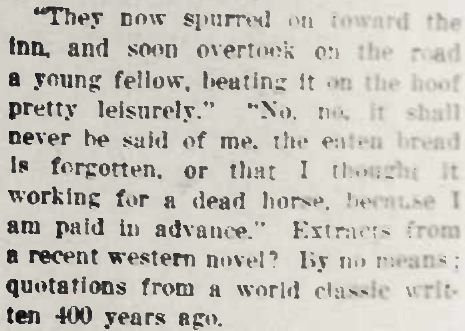 "They now spurred on toward the
inn, and soon overtook on the road
a young fellow, beating it on the hoof
pretty leisurely." "No, no, it shall
never be said of me, the eaten bread
is forgotten, or that I thought it
working for a dead horse, because I
am paid in advance." Extracts from
a recent western novel? By no means;
quotations from a world classic writ-
ten 400 years ago.